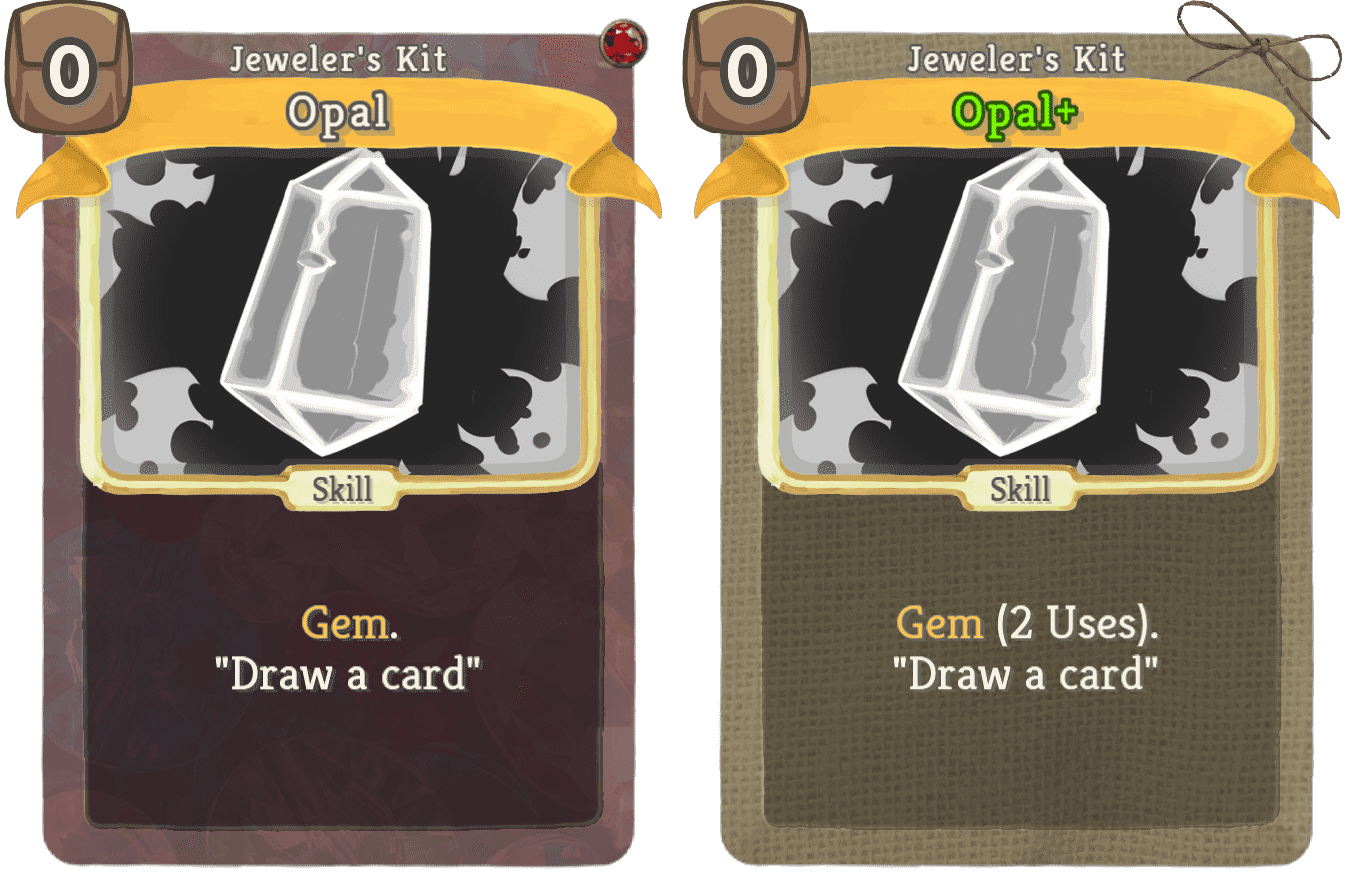 0
Jeweler's Kit
Opal
Skill
Gem.
"Draw a card"
0
Jeweler's Kit
Opal+
Skill
Gem (2 Uses).
"Draw a card"